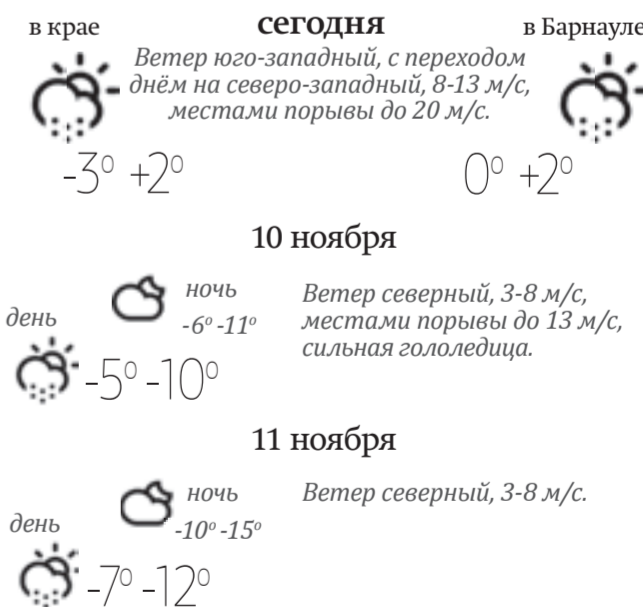 в крае
сегодня
в Барнауле
Ветер юго-западный, с переходом
днём на северо-западный, 8-13 м/с,
местами порывы до 20 м/с.
-3° +2°
0° +2°
10 ноября
ночь
-6° -11°
день
-5° -10°
Ветер северный, 3-8 м/с,
местами порывы до 13 м/с,
сильная гололедица.
11 ноября
ночь
-10° -15°
день
-7° -12°
Ветер северный, 3-8 м/с.